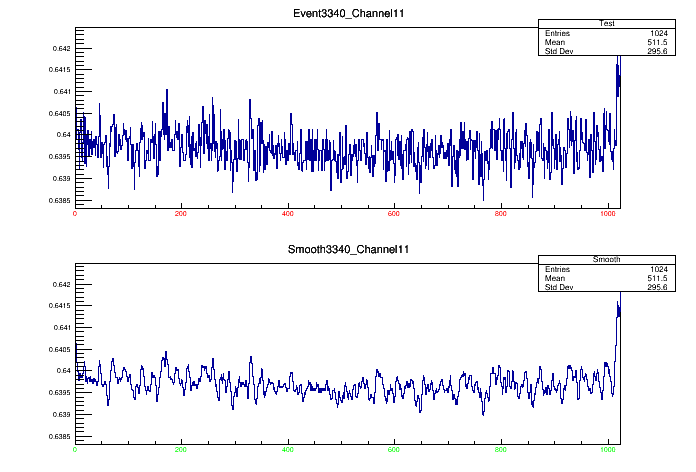 Event3340_Channel11
Test
Entries 1024
Mean 511.5
Std Dev 295.6
0.642
0.6415
0.641
0.6405
0.64
0.6395
0.639
0.6385
0 200 400 600 800 1000
Smooth3340_Channel11
Smooth
Entries 1024
Mean 511.5
Std Dev 295.6
0.642
0.6415
0.641
0.6405
0.64
0.6395
0.639
0.6385
0 200 400 600 800 1000